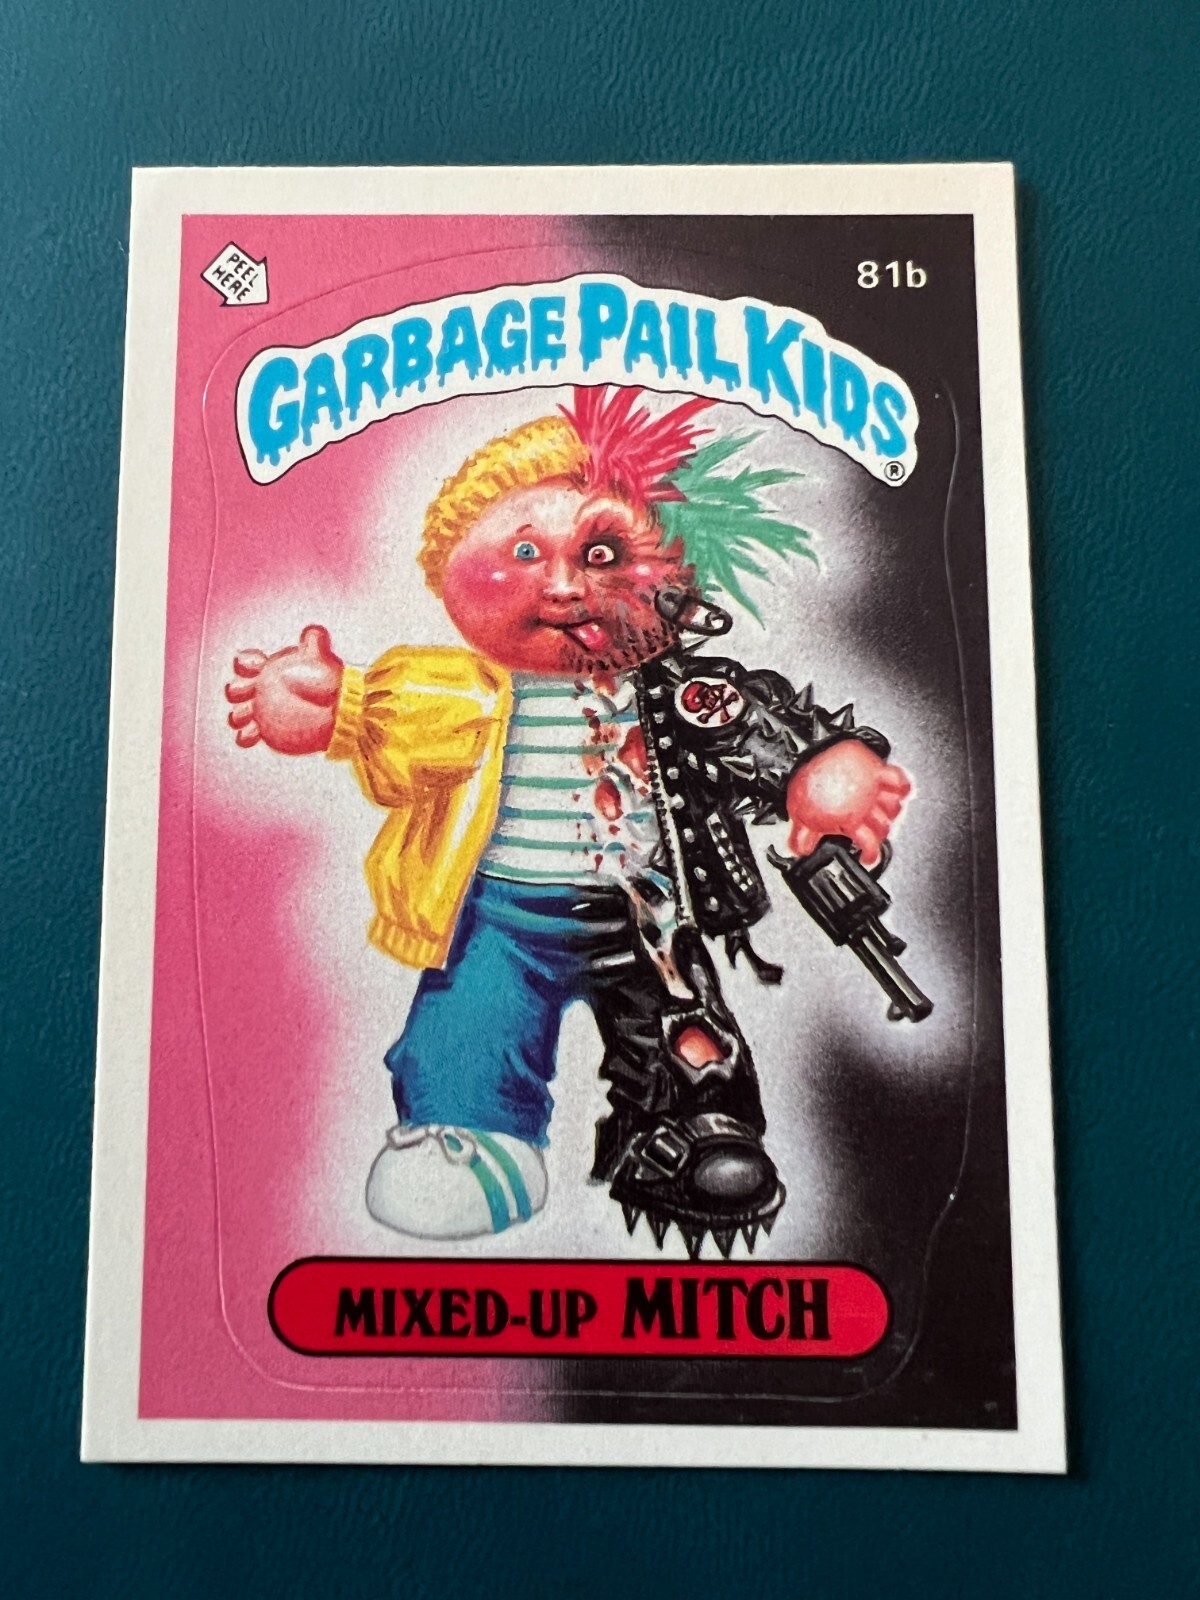 PEEL
HERE
81b
GARBAGE PAIL KIDS
®
MIXED-UP MITCH